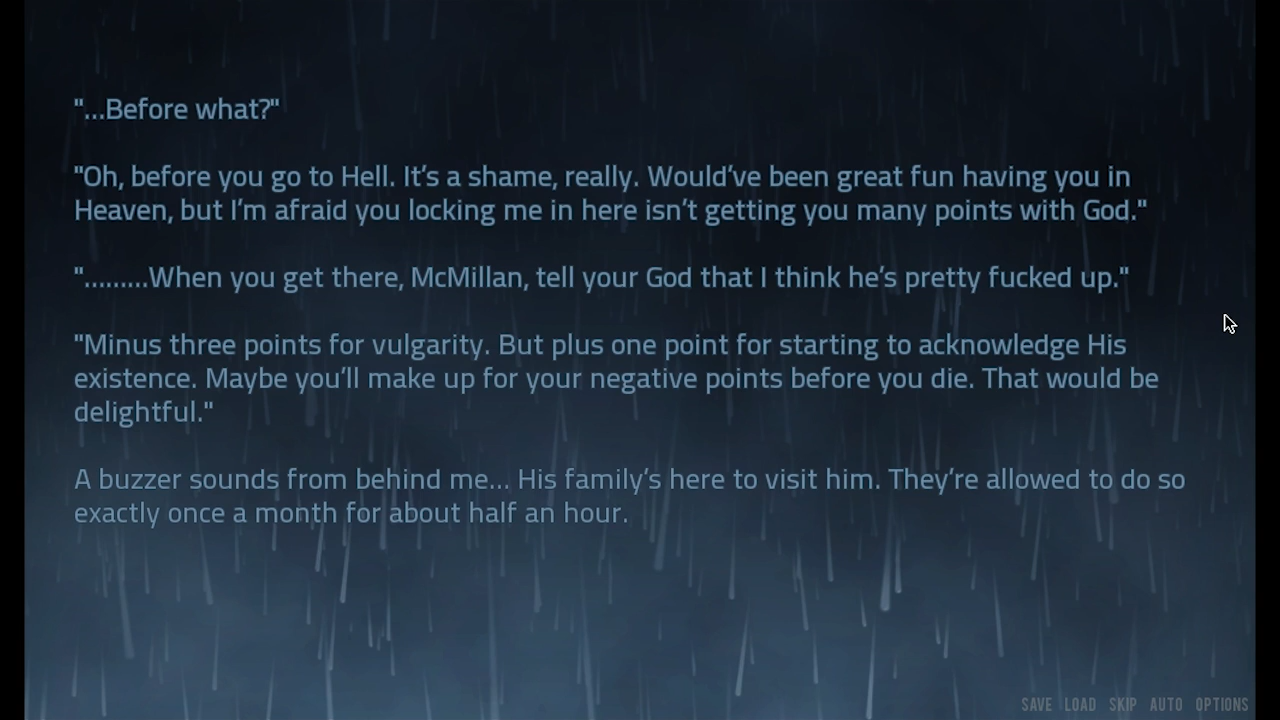 "...Before what?"
"Oh, before you go to Hell. It's a shame, really. Would've been great fun having you in
Heaven, but I'm afraid you locking me in here isn't getting you many points with God."
".........When you get there, McMillan, tell your God that I think he's pretty fucked up."
"Minus three points for vulgarity. But plus one point for starting to acknowledge His
existence. Maybe you'll make up for your negative points before you die. That would be
delightful."
A buzzer sounds from behind me... His family's here to visit him. They're allowed to do so
exactly once a month for about half an hour.
SAVE LOAD SKIP AUTO OPTIONS